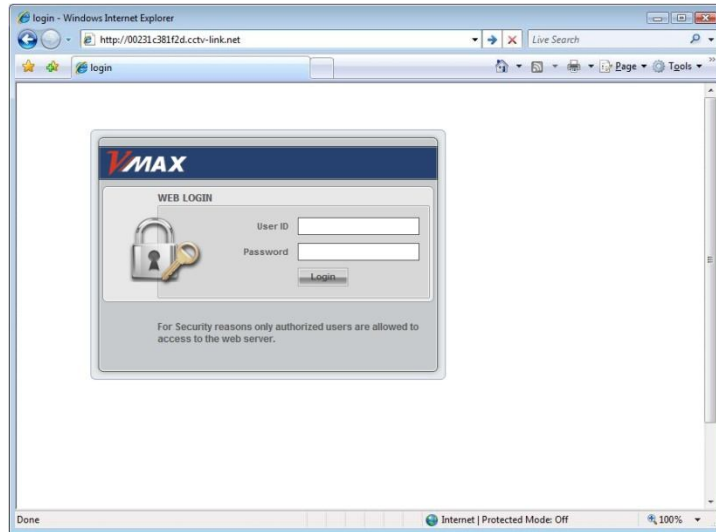 login - Windows Internet Explorer
http://00231c381f2d.cctv-link.net
Live Search
login
Page
Tools
VMAX
WEB LOGIN
User ID
Password
Login
For Security reasons only authorized users are allowed to
access to the web server.
Done
Internet | Protected Mode: Off
100%